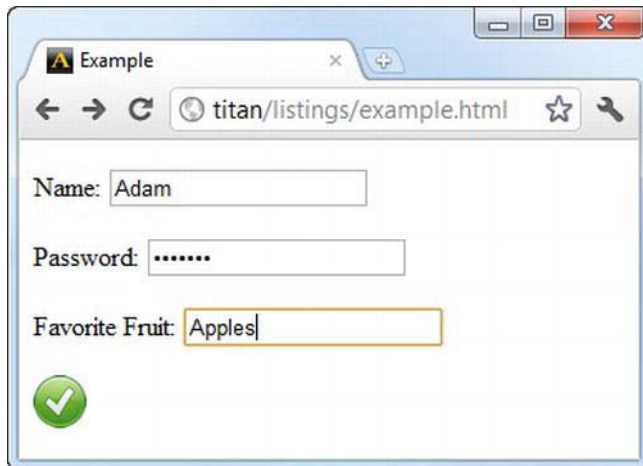 A Example
titan/listings/example.html
Name: Adam
Password: •••••••
Favorite Fruit: Apples